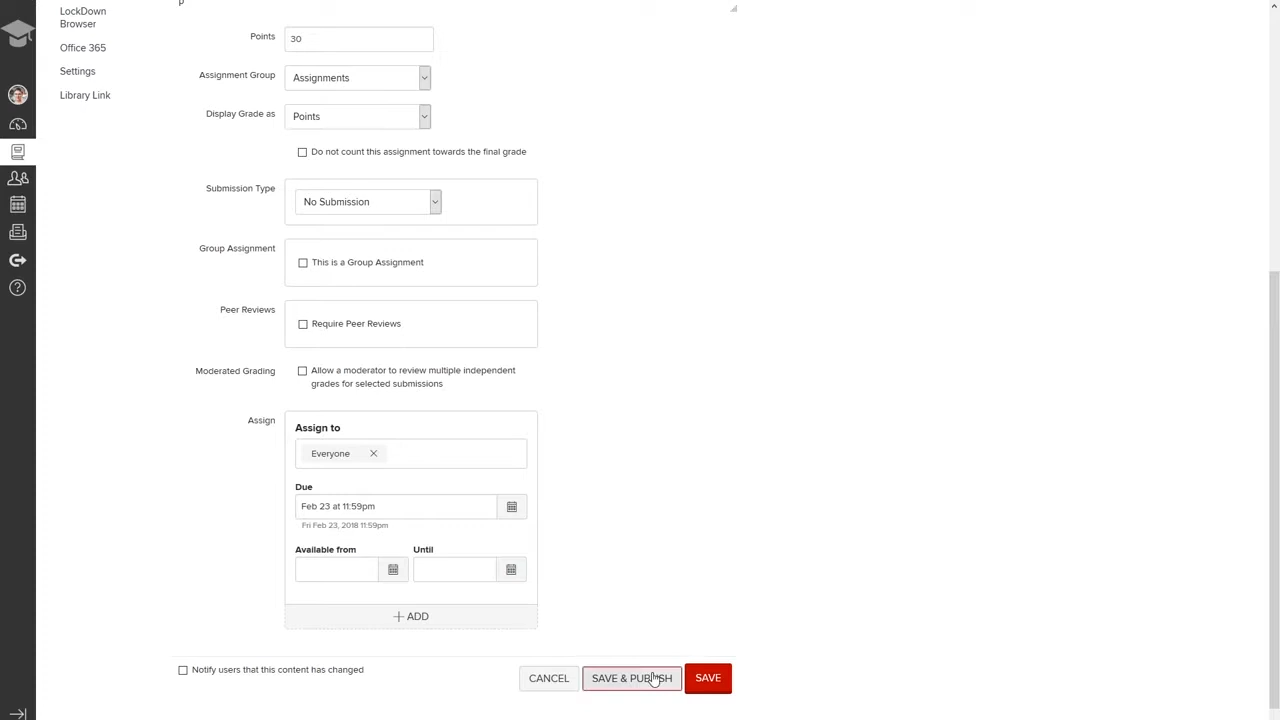 LockDown
Browser
Office 365
Settings
Library Link
p
Points
30
Assignment Group
Assignments
Display Grade as
Points
Do not count this assignment towards the final grade
Submission Type
No Submission
Group Assignment
This is a Group Assignment
Peer Reviews
Require Peer Reviews
Moderated Grading
Allow a moderator to review multiple independent
grades for selected submissions
Assign
Assign to
Everyone
Due
Feb 23 at 11:59pm
Fri Feb 23, 2018 11:59pm
Available from
Until
+ ADD
Notify users that this content has changed
CANCEL
SAVE & PUBLISH
SAVE